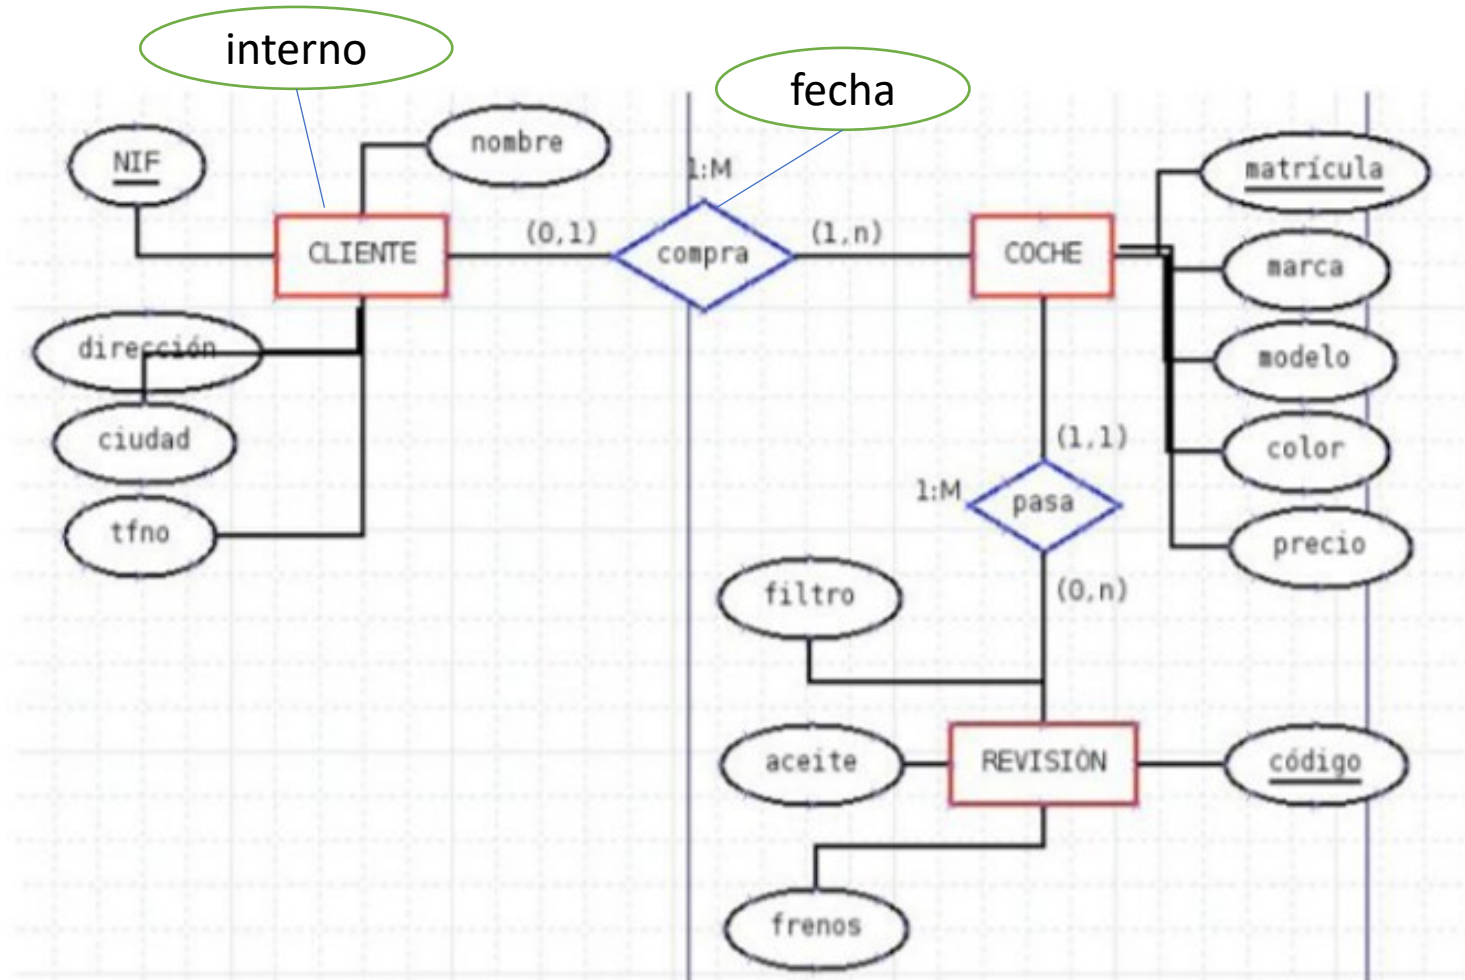 interno
fecha
nombre
NIF
matrícula
1:M
CLIENTE
(0,1)
compra
(1,n)
COCHE
marca
dirección
modelo
ciudad
(1,1)
color
1:M
pasa
tfno
precio
filtro
(0,n)
aceite
REVISIÓN
código
frenos